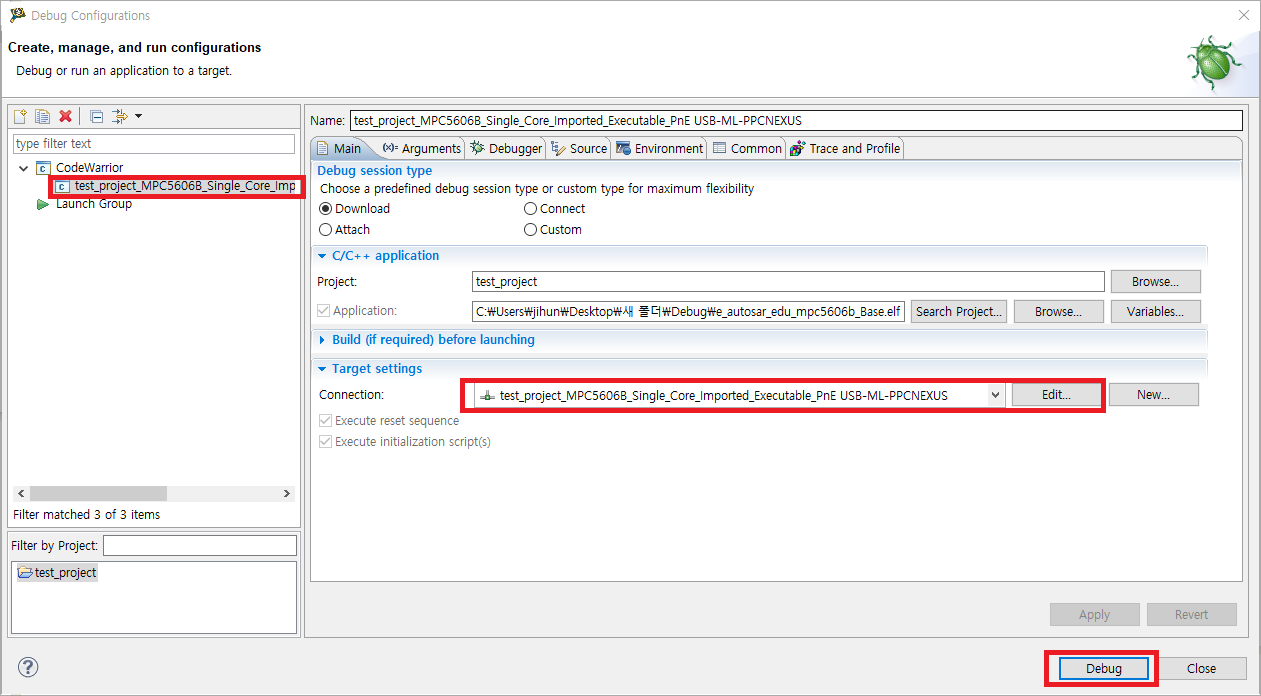 Debug Configurations
Create, manage, and run configurations
Debug or run an application to a target.
type filter text
CodeWarrior
test_project_MPC5606B_Single_Core_Imp
Launch Group
Filter matched 3 of 3 items
Filter by Project:
test_project
Name: test_project_MPC5606B_Single_Core_Imported_Executable_PnE USB-ML-PPCNEXUS
Main (x)= Arguments Debugger Source Environment Common Trace and Profile
Debug session type
Choose a predefined debug session type or custom type for maximum flexibility
Download Connect
Attach Custom
C/C++ application
Project: test_project Browse...
Application: C:₩Users₩jihun₩Desktop₩새 폴더₩Debug₩e_autosar_edu_mpc5606b_Base.elf Search Project... Browse... Variables...
Build (if required) before launching
Target settings
Connection: test_project_MPC5606B_Single_Core_Imported_Executable_PnE USB-ML-PPCNEXUS Edit... New...
Execute reset sequence
Execute initialization script(s)
Apply Revert
Debug Close